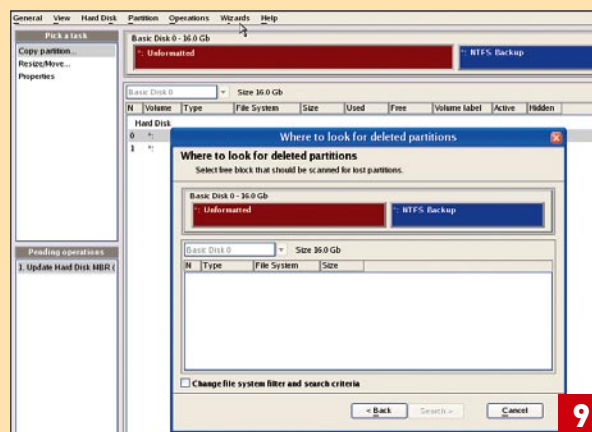 General View Hard Disk Partition Operations Wizards Help
Pick a task
Copy partition...
Resize/Move...
Properties
Basic Disk 0 - 16.0 Gb
*: Unformatted
*: NTFS Backup
Basic Disk 0 Size 16.0 Gb
N Volume Type File System Size Used Free Volume label Active Hidden
Hard Disk
0 *:
1 *:
Pending operations
1. Update Hard Disk MBR (
Where to look for deleted partitions
Where to look for deleted partitions
Select free block that should be scanned for lost partitions.
Basic Disk 0 - 16.0 Gb
*: Unformatted
*: NTFS Backup
Basic Disk 0 Size 16.0 Gb
N Type File System Size
Change file system filter and search criteria
< Back Search > Cancel
9